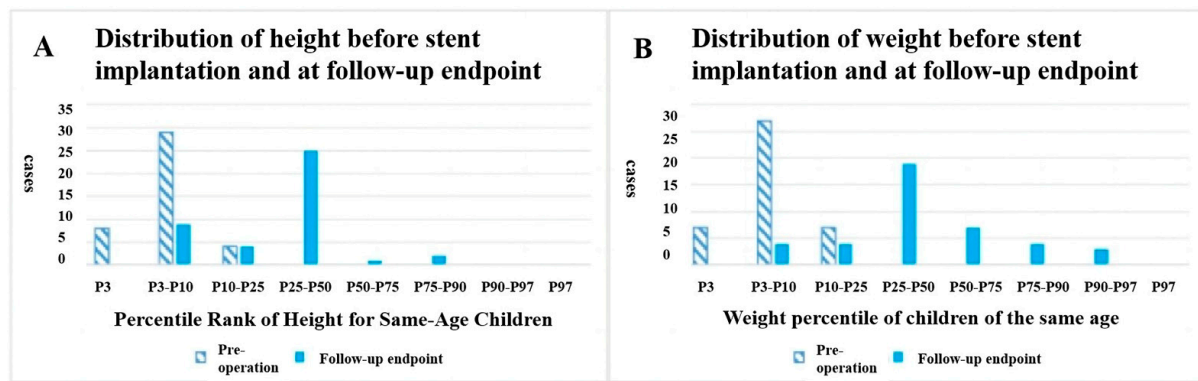 A
Distribution of height before stent
implantation and at follow-up endpoint
35
30
25
20
15
10
5
0
cases
P3 P3-P10 P10-P25 P25-P50 P50-P75 P75-P90 P90-P97 P97
Percentile Rank of Height for Same-Age Children
Pre-
operation
Follow-up endpoint
B
Distribution of weight before stent
implantation and at follow-up endpoint
30
25
20
15
10
5
0
cases
P3 P3-P10 P10-P25 P25-P50 P50-P75 P75-P90 P90-P97 P97
Weight percentile of children of the same age
Pre-
operation
Follow-up endpoint